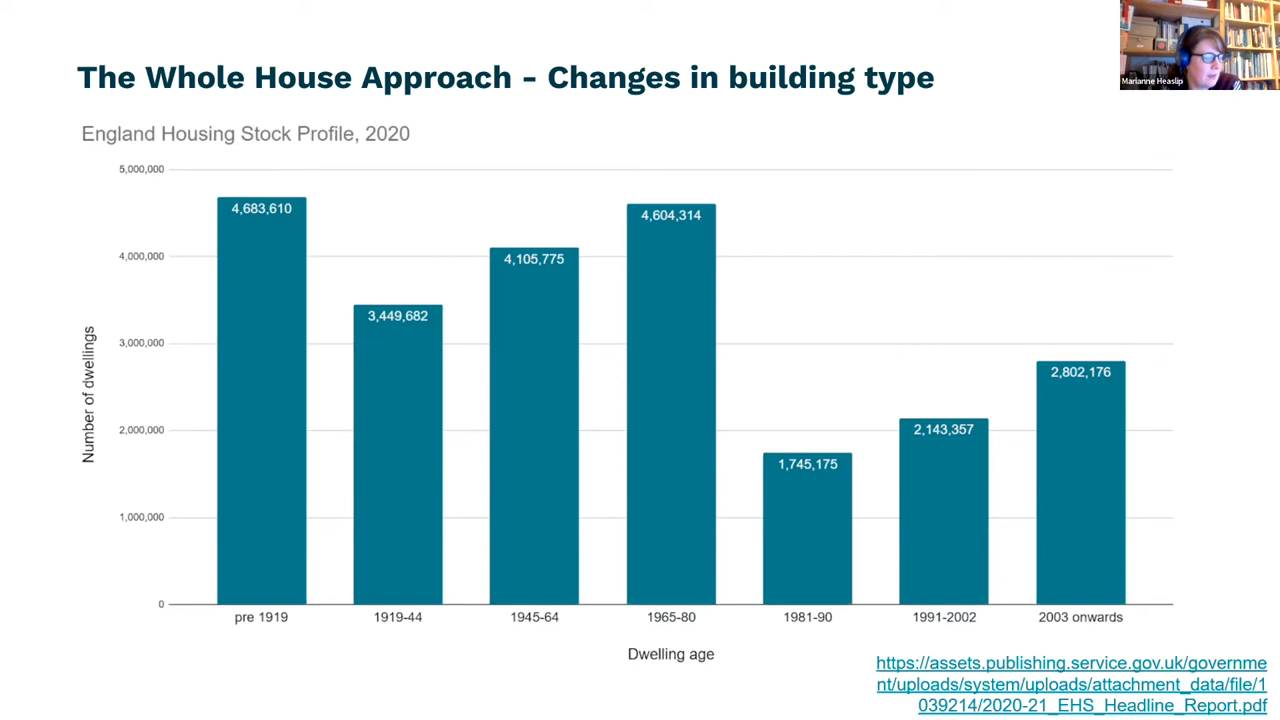 The Whole House Approach - Changes in building type
Marianne Heaslip
England Housing Stock Profile, 2020
Number of dwellings
5,000,000
4,000,000
3,000,000
2,000,000
1,000,000
0
4,683,610
3,449,682
4,105,775
4,604,314
1,745,175
2,143,357
2,802,176
pre 1919
1919-44
1945-64
1965-80
1981-90
1991-2002
2003 onwards
Dwelling age
https://assets.publishing.service.gov.uk/governme
nt/uploads/system/uploads/attachment_data/file/1
039214/2020-21_EHS_Headline_Report.pdf